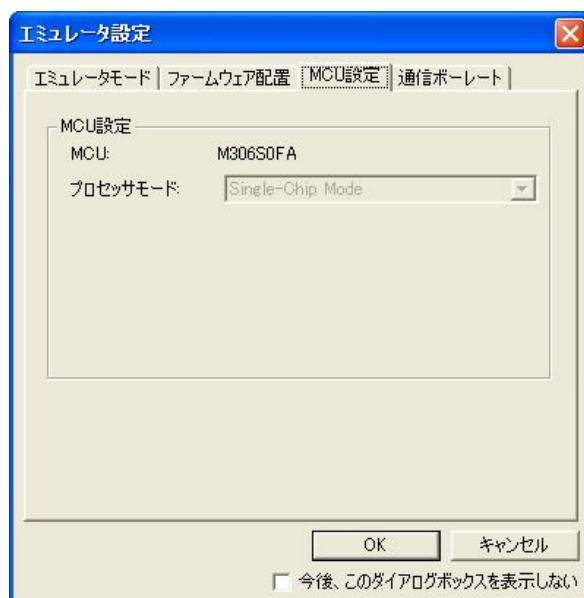 エミュレータ設定
エミュレータモード ファームウェア配置 MCU設定 通信ボーレート
MCU設定
MCU: M306S0FA
プロセッサモード: Single-Chip Mode
OK キャンセル
今後、このダイアログボックスを表示しない